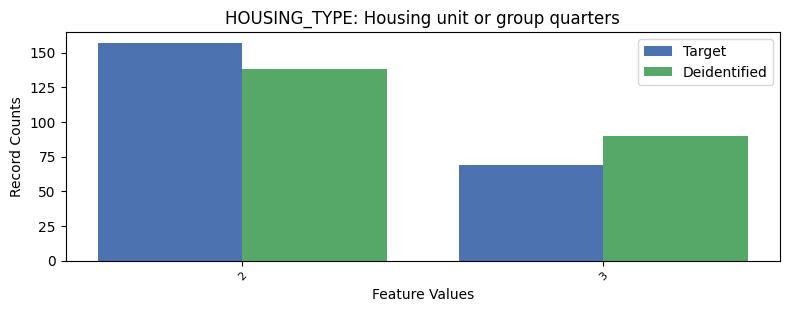 HOUSING_TYPE: Housing unit or group quarters
Target
Deidentified
Record Counts
150
125
100
75
50
25
0
2
3
Feature Values